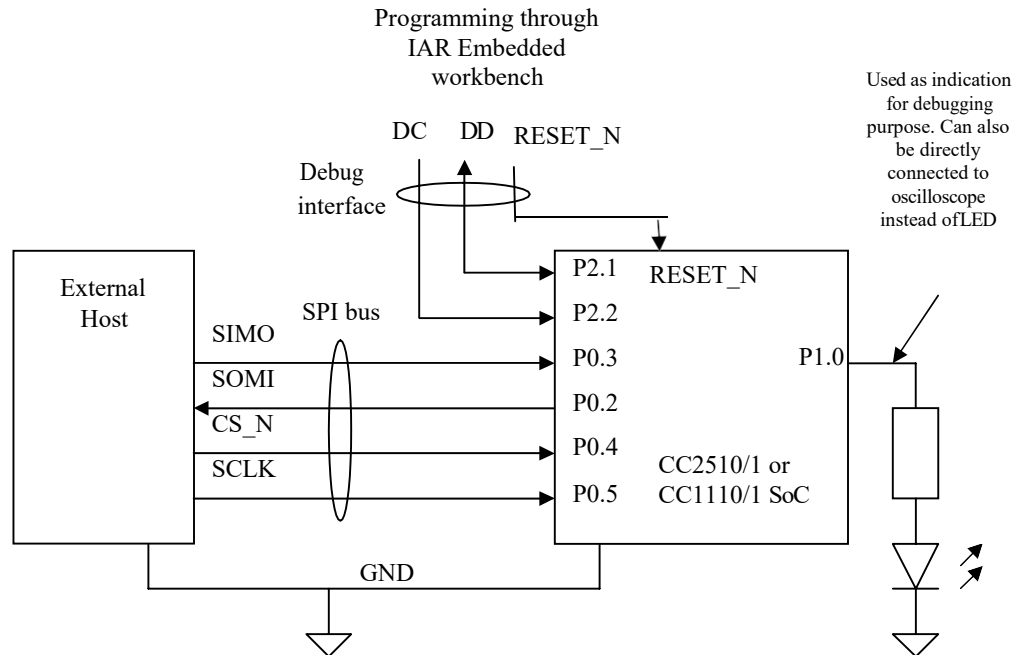 Programming through
IAR Embedded
workbench
Used as indication
for debugging
purpose. Can also
be directly
connected to
oscilloscope
instead of LED
DC DD RESET_N
Debug
interface
External
Host
SPI bus
SIMO
SOMI
CS_N
SCLK
P2.1
RESET_N
P2.2
P0.3
P1.0
P0.2
P0.4
P0.5
CC2510/1 or
CC1110/1 SoC
GND